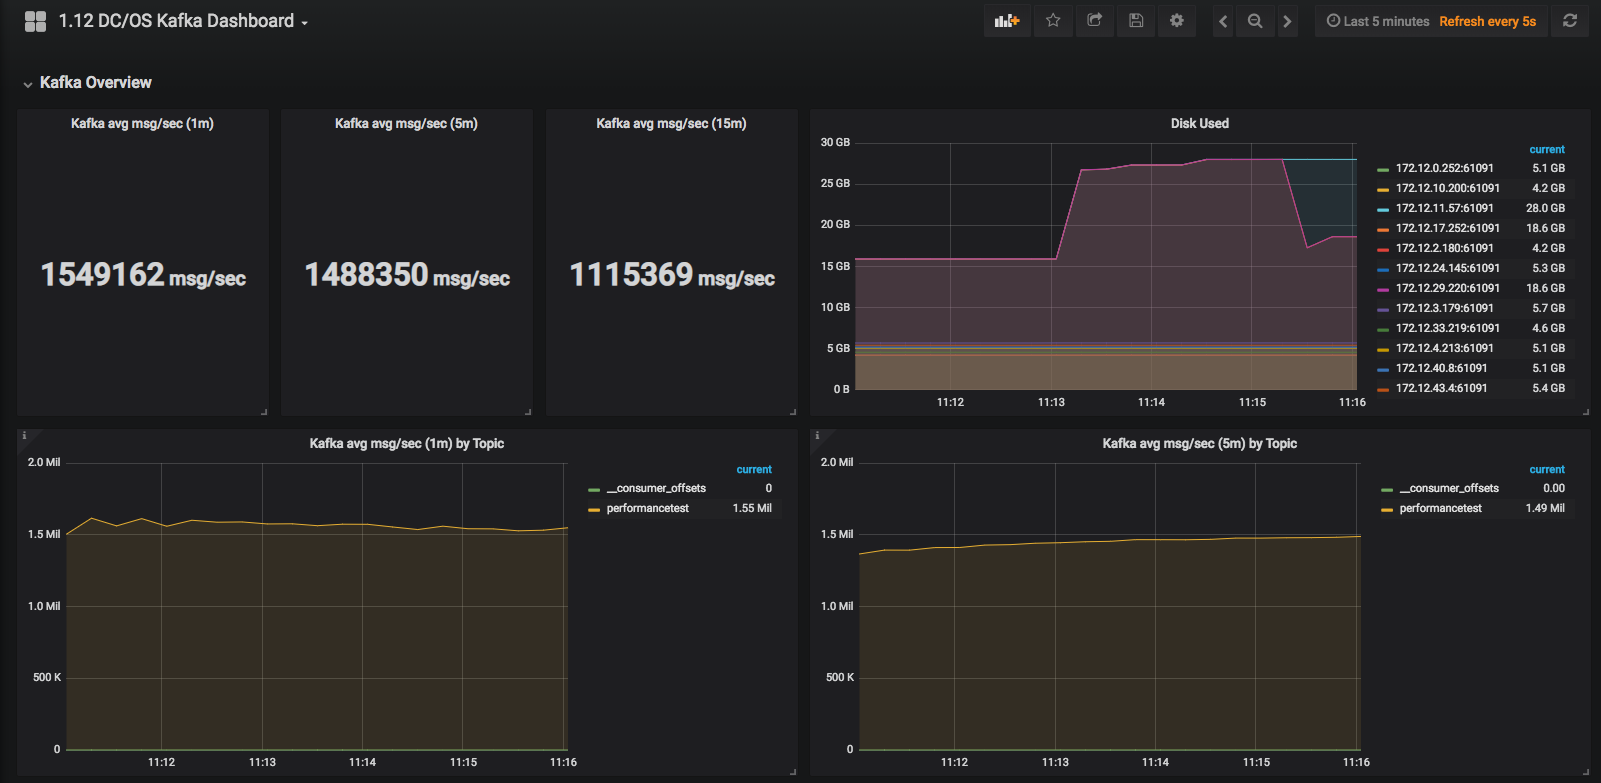 1.12 DC/OS Kafka Dashboard
Last 5 minutes Refresh every 5s
Kafka Overview
Kafka avg msg/sec (1m)
1549162 msg/sec
Kafka avg msg/sec (5m)
1488350 msg/sec
Kafka avg msg/sec (15m)
1115369 msg/sec
Disk Used
30 GB
25 GB
20 GB
15 GB
10 GB
5 GB
0 B
11:12 11:13 11:14 11:15 11:16
current
172.12.0.252:61091 5.1 GB
172.12.10.200:61091 4.2 GB
172.12.11.57:61091 28.0 GB
172.12.17.252:61091 18.6 GB
172.12.2.180:61091 4.2 GB
172.12.24.145:61091 5.3 GB
172.12.29.220:61091 18.6 GB
172.12.3.179:61091 5.7 GB
172.12.33.219:61091 4.6 GB
172.12.4.213:61091 5.1 GB
172.12.40.8:61091 5.1 GB
172.12.43.4:61091 5.4 GB
i
Kafka avg msg/sec (1m) by Topic
2.0 Mil
1.5 Mil
1.0 Mil
500 K
0
11:12 11:13 11:14 11:15 11:16
current
__consumer_offsets 0
performancetest 1.55 Mil
i
Kafka avg msg/sec (5m) by Topic
2.0 Mil
1.5 Mil
1.0 Mil
500 K
0
11:12 11:13 11:14 11:15 11:16
current
__consumer_offsets 0.00
performancetest 1.49 Mil